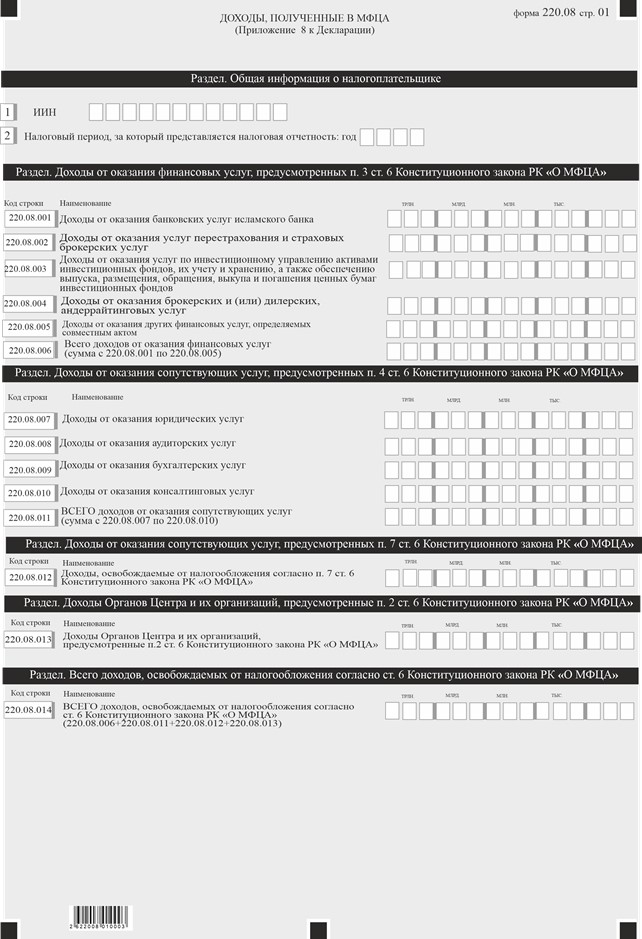 форма 220.08 стр. 01
ДОХОДЫ, ПОЛУЧЕННЫЕ В МФЦА
(Приложение 8 к Декларации)
Раздел. Общая информация о налогоплательщике
1 ИИН
2 Налоговый период, за который представляется налоговая отчетность: год
Раздел. Доходы от оказания финансовых услуг, предусмотренных п. 3 ст. 6 Конституционного закона РК «О МФЦА»
Код строки Наименование ТРЛН МЛРД МЛН ТЫС
220.08.001 Доходы от оказания банковских услуг исламского банка
220.08.002 Доходы от оказания услуг перестрахования и страховых
брокерских услуг
220.08.003 Доходы от оказания услуг по инвестиционному управлению активами
инвестиционных фондов, их учету и хранению, а также обеспечению
выпуска, размещения, обращения, выкупа и погашения ценных бумаг
инвестиционных фондов
220.08.004 Доходы от оказания брокерских и (или) дилерских,
андеррайтинговых услуг
220.08.005 Доходы от оказания других финансовых услуг, определяемых
совместным актом
220.08.006 Всего доходов от оказания финансовых услуг
(сумма с 220.08.001 по 220.08.005)
Раздел. Доходы от оказания сопутствующих услуг, предусмотренных п. 4 ст. 6 Конституционного закона РК «О МФЦА»
Код строки Наименование ТРЛН МЛРД МЛН ТЫС
220.08.007 Доходы от оказания юридических услуг
220.08.008 Доходы от оказания аудиторских услуг
220.08.009 Доходы от оказания бухгалтерских услуг
220.08.010 Доходы от оказания консалтинговых услуг
220.08.011 ВСЕГО доходов от оказания сопутствующих услуг
(сумма с 220.08.007 по 220.08.010)
Раздел. Доходы от оказания сопутствующих услуг, предусмотренных п. 7 ст. 6 Конституционного закона РК «О МФЦА»
Код строки Наименование ТРЛН МЛРД МЛН ТЫС
220.08.012 Доходы, освобождаемые от налогообложения согласно п. 7 ст. 6
Конституционного закона РК «О МФЦА»
Раздел. Доходы Органов Центра и их организаций, предусмотренные п. 2 ст. 6 Конституционного закона РК «О МФЦА»
Код строки Наименование ТРЛН МЛРД МЛН ТЫС
220.08.013 Доходы Органов Центра и их организаций,
предусмотренные п.2 ст. 6 Конституционного закона РК «О МФЦА»
Раздел. Всего доходов, освобождаемых от налогообложения согласно ст. 6 Конституционного закона РК «О МФЦА»
Код строки Наименование ТРЛН МЛРД МЛН ТЫС
220.08.014 ВСЕГО доходов, освобождаемых от налогообложения согласно
ст. 6 Конституционного закона РК «О МФЦА»
(220.08.006+220.08.011+220.08.012+220.08.013)
2622008010003